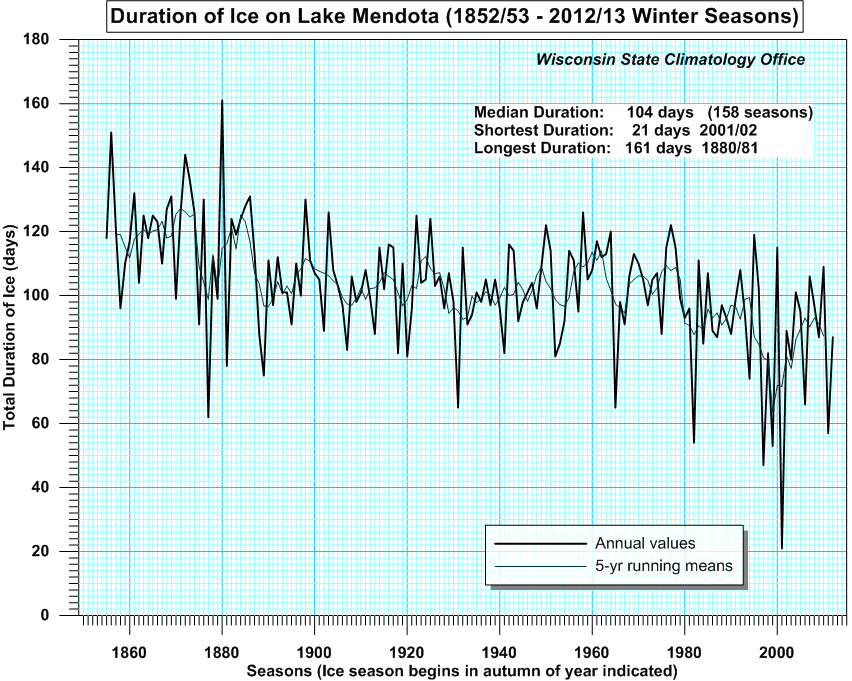 Duration of Ice on Lake Mendota (1852/53 - 2012/13 Winter Seasons)
Wisconsin State Climatology Office
Median Duration: 104 days (158 seasons)
Shortest Duration: 21 days 2001/02
Longest Duration: 161 days 1880/81
Total Duration of Ice (days)
180
160
140
120
100
80
60
40
20
0
Annual values
5-yr running means
1860 1880 1900 1920 1940 1960 1980 2000
Seasons (Ice season begins in autumn of year indicated)